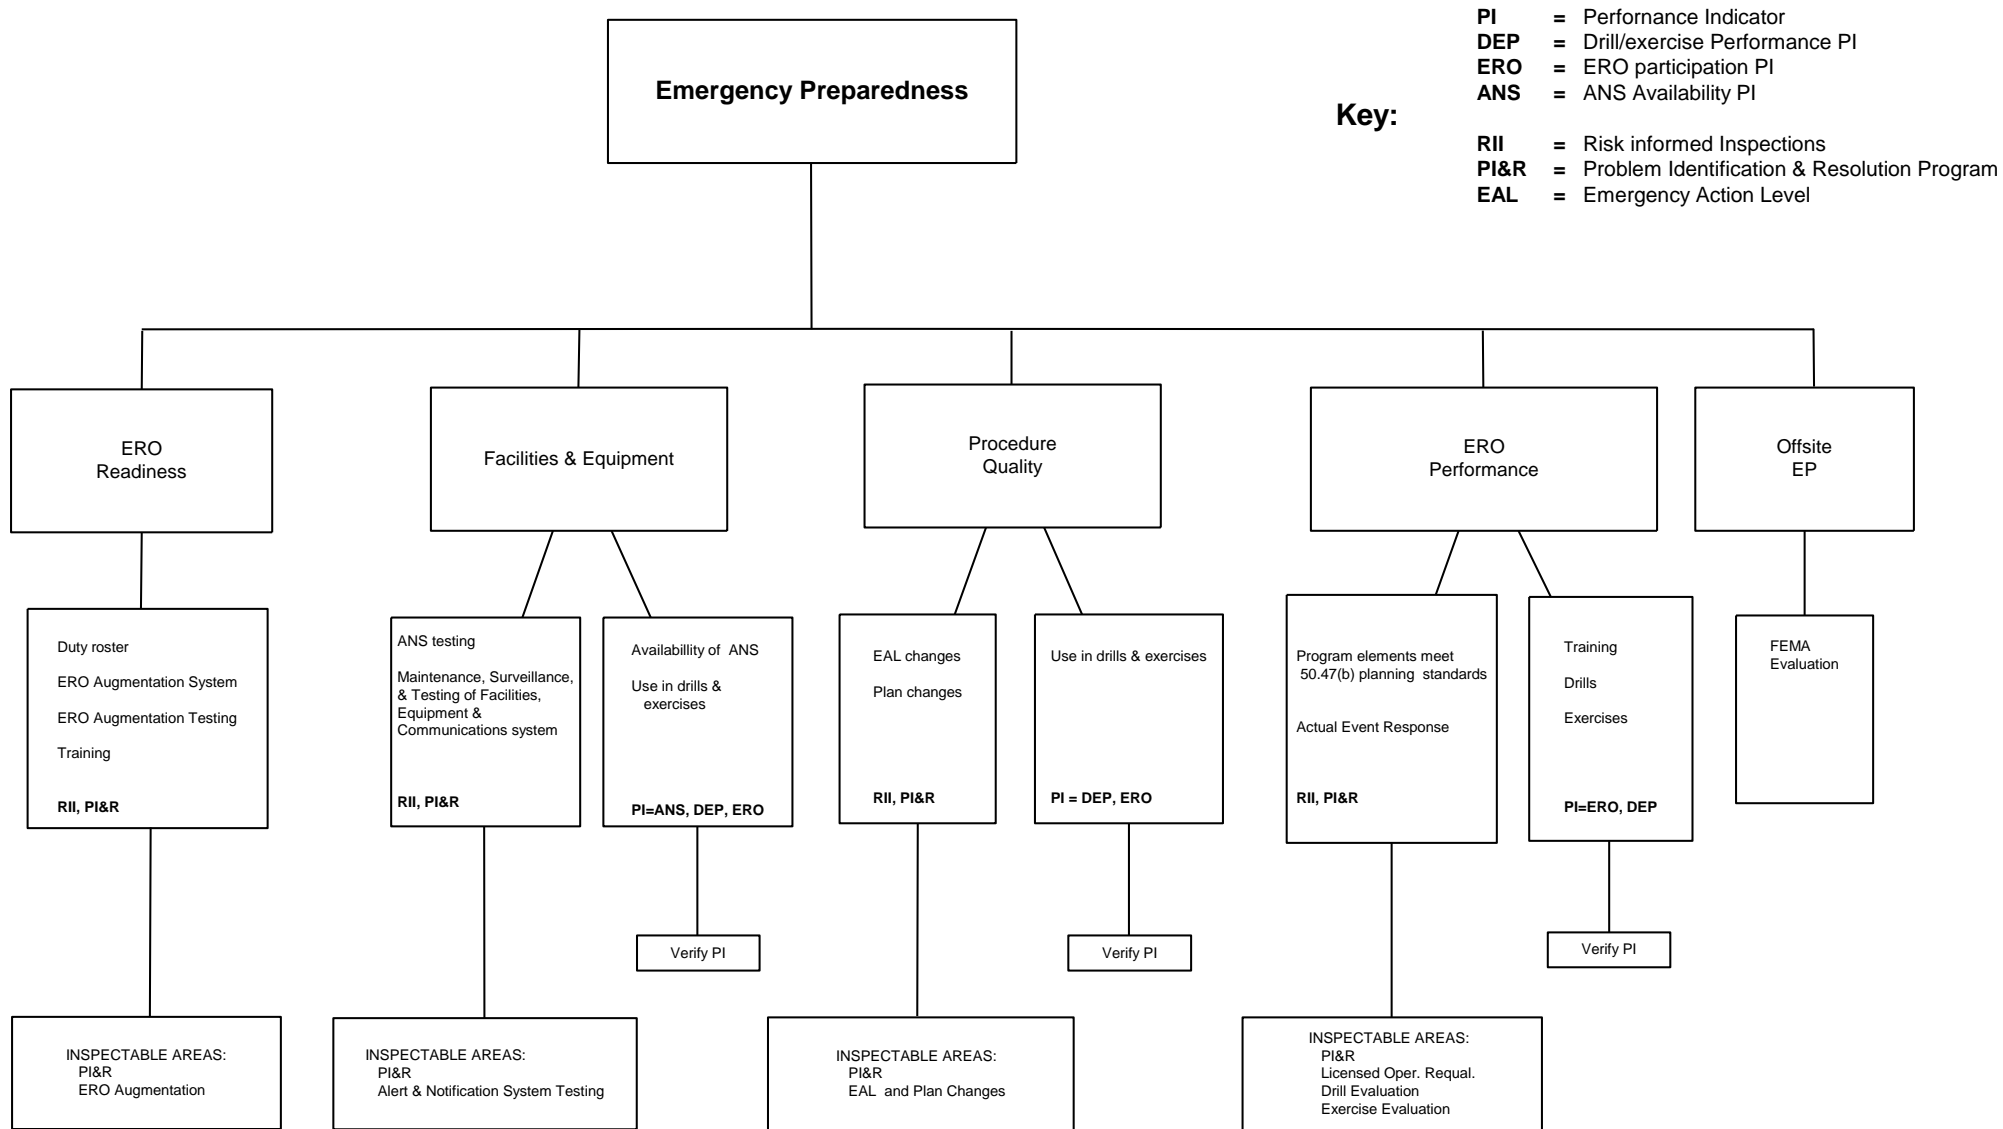 Emergency Preparedness
Key:
PI = Perfornance Indicator
DEP = Drill/exercise Performance PI
ERO = ERO participation PI
ANS = ANS Availability PI
RII = Risk informed Inspections
PI&R = Problem Identification & Resolution Program
EAL = Emergency Action Level
ERO
Readiness
Facilities & Equipment
Procedure
Quality
ERO
Performance
Offsite
EP
Duty roster
ERO Augmentation System
ERO Augmentation Testing
Training
RII, PI&R
ANS testing
Maintenance, Surveillance,
& Testing of Facilities,
Equipment &
Communications system
RII, PI&R
Availabillity of ANS
Use in drills &
exercises
PI=ANS, DEP, ERO
EAL changes
Plan changes
RII, PI&R
Use in drills & exercises
PI = DEP, ERO
Program elements meet
50.47(b) planning standards
Actual Event Response
RII, PI&R
Training
Drills
Exercises
PI=ERO, DEP
FEMA
Evaluation
Verify PI
Verify PI
Verify PI
INSPECTABLE AREAS:
PI&R
ERO Augmentation
INSPECTABLE AREAS:
PI&R
Alert & Notification System Testing
INSPECTABLE AREAS:
PI&R
EAL and Plan Changes
INSPECTABLE AREAS:
PI&R
Licensed Oper. Requal.
Drill Evaluation
Exercise Evaluation